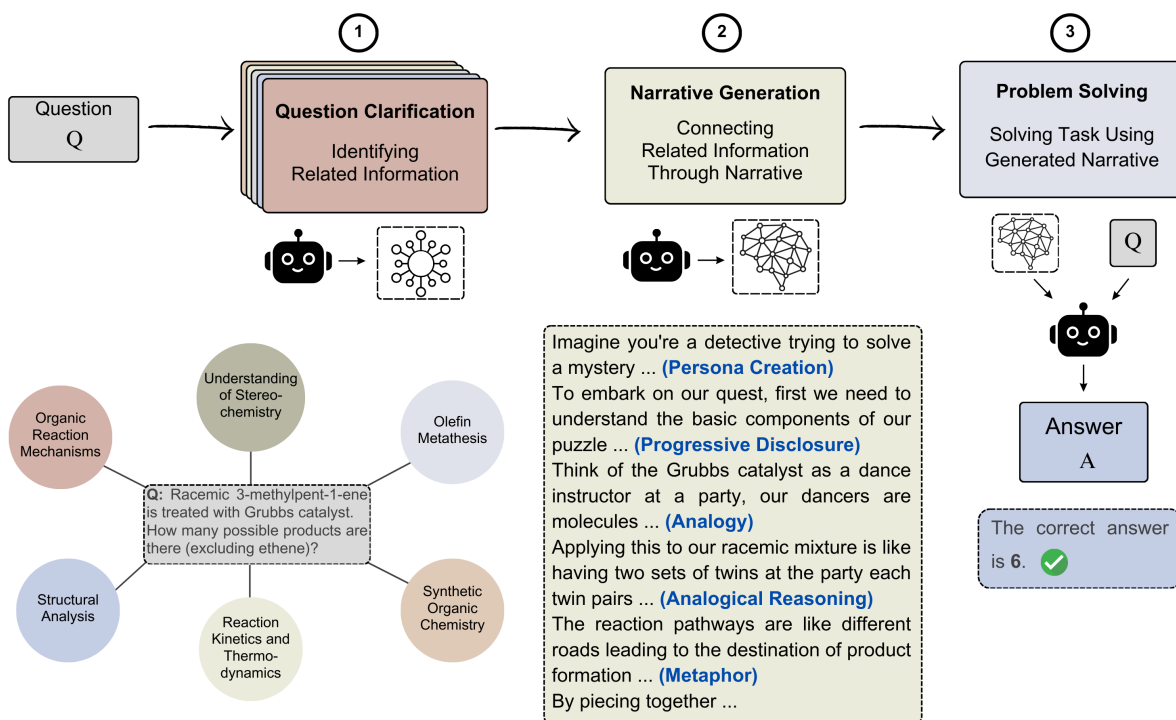 1
2
3
Question
Q
Question Clarification
Identifying
Related Information
Narrative Generation
Connecting
Related Information
Through Narrative
Problem Solving
Solving Task Using
Generated Narrative
Q
Organic
Reaction
Mechanisms
Understanding
of Stereo-
chemistry
Olefin
Metathesis
Q: Racemic 3-methylpent-1-ene
is treated with Grubbs catalyst.
How many possible products are
there (excluding ethene)?
Structural
Analysis
Reaction
Kinetics and
Thermo-
dynamics
Synthetic
Organic
Chemistry
Imagine you're a detective trying to solve
a mystery ... (Persona Creation)
To embark on our quest, first we need to
understand the basic components of our
puzzle ... (Progressive Disclosure)
Think of the Grubbs catalyst as a dance
instructor at a party, our dancers are
molecules ... (Analogy)
Applying this to our racemic mixture is like
having two sets of twins at the party each
twin pairs ... (Analogical Reasoning)
The reaction pathways are like different
roads leading to the destination of product
formation ... (Metaphor)
By piecing together ...
Answer
A
The correct answer
is 6.